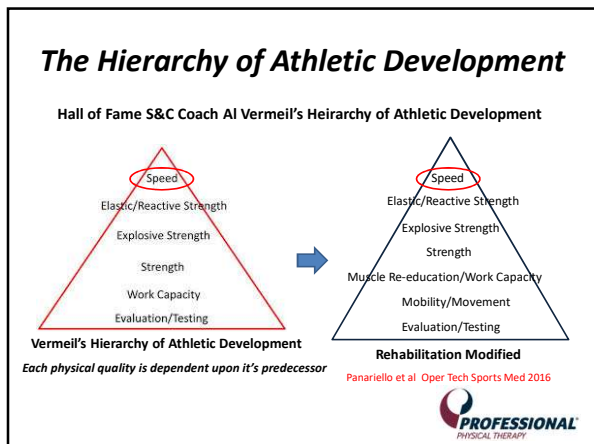 The Hierarchy of Athletic Development
Hall of Fame S&C Coach Al Vermeil's Heirarchy of Athletic Development
Speed
Elastic/Reactive Strength
Explosive Strength
Strength
Work Capacity
Evaluation/Testing
Vermeil's Hierarchy of Athletic Development
Each physical quality is dependent upon it's predecessor
Speed
Elastic/Reactive Strength
Explosive Strength
Strength
Muscle Re-education/Work Capacity
Mobility/Movement
Evaluation/Testing
Rehabilitation Modified
Panariello et al Oper Tech Sports Med 2016
PROFESSIONAL
PHYSICAL THERAPY